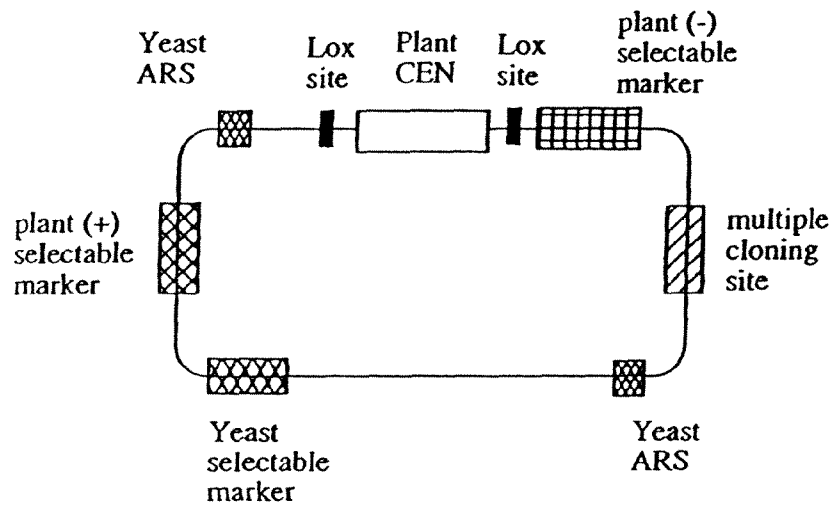 Yeast
ARS
Lox
site
Plant
CEN
Lox
site
plant (-)
selectable
marker
plant (+)
selectable
marker
multiple
cloning
site
Yeast
selectable
marker
Yeast
ARS